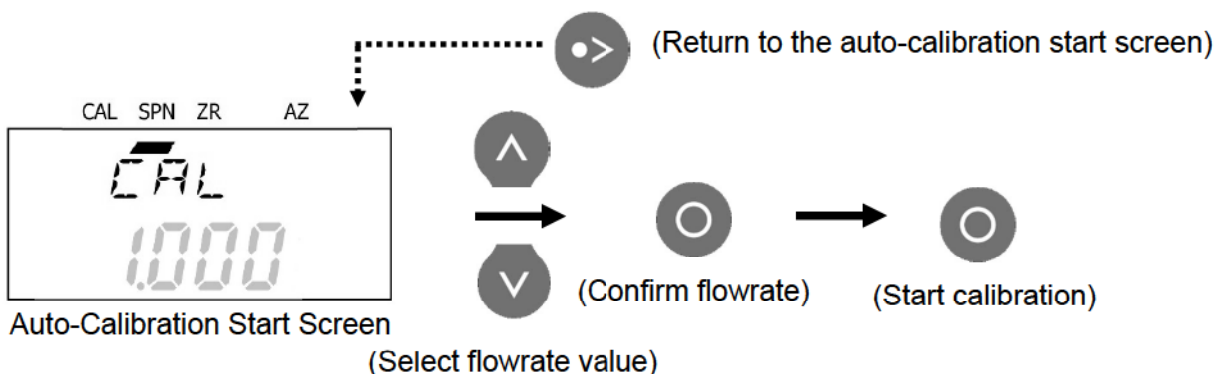 (Return to the auto-calibration start screen)
CAL SPN ZR AZ
CAL
1.000
Auto-Calibration Start Screen
(Select flowrate value)
(Confirm flowrate)
(Start calibration)